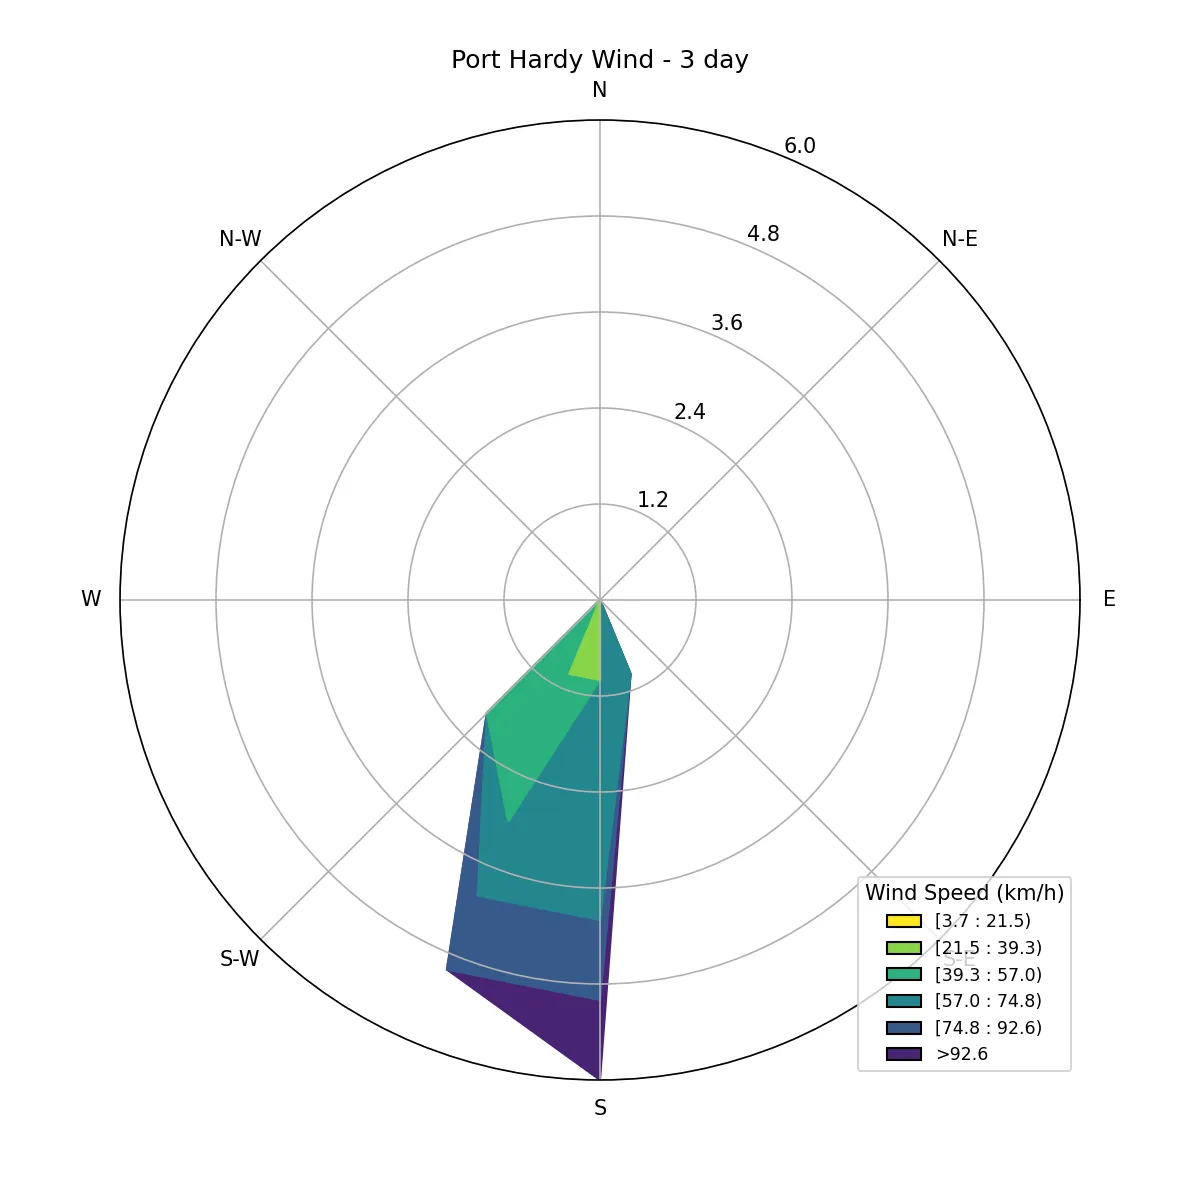 Port Hardy Wind - 3 day
N
6.0
N-W
N-E
4.8
3.6
2.4
1.2
W
E
Wind Speed (km/h)
[3.7 : 21.5)
[21.5 : 39.3)
S-W
S-E
[39.3 : 57.0)
[57.0 : 74.8)
[74.8 : 92.6)
>92.6
S